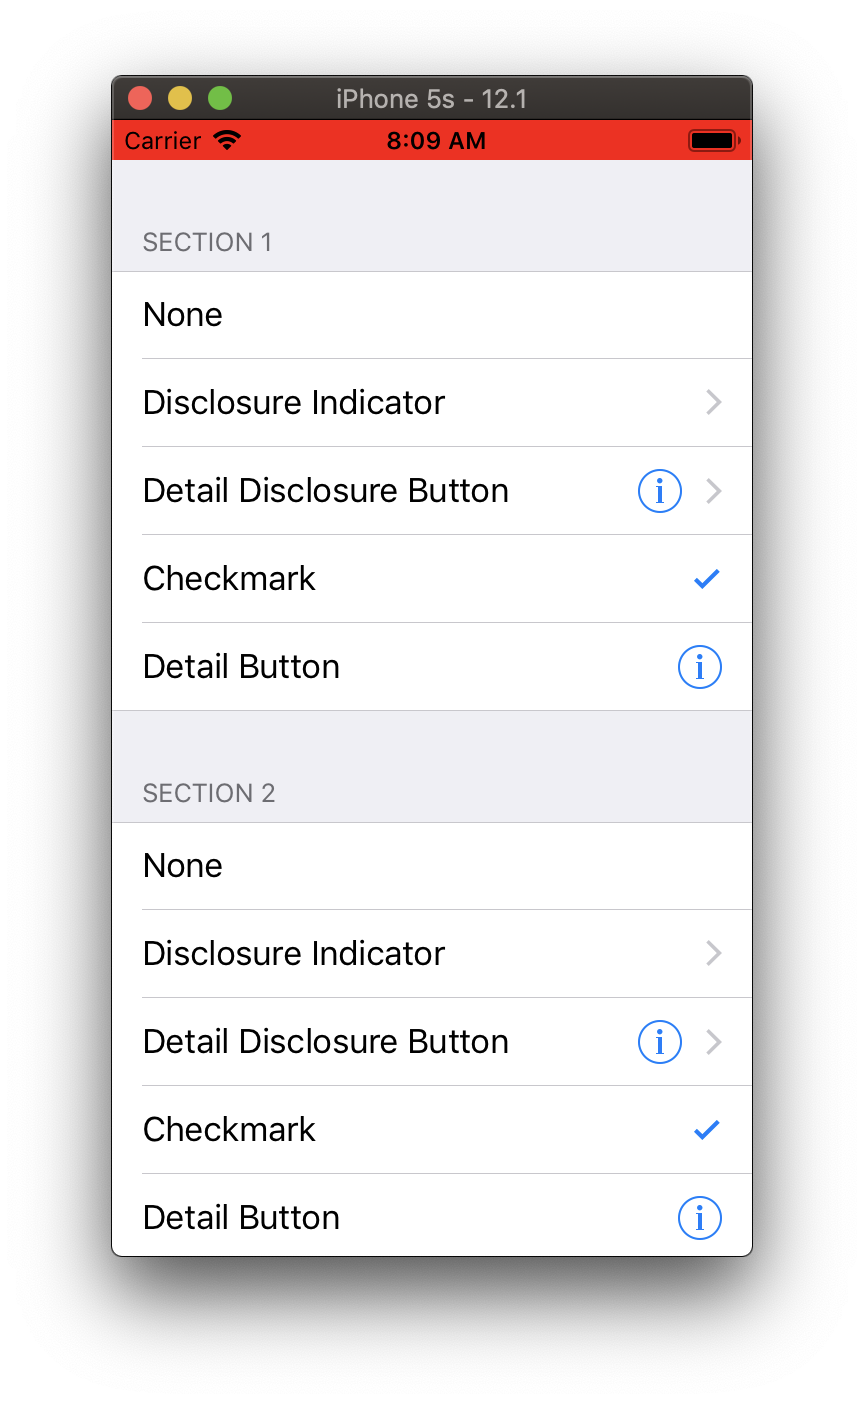 iPhone 5s - 12.1
Carrier 8:09 AM
SECTION 1
None
Disclosure Indicator
Detail Disclosure Button
Checkmark
Detail Button
SECTION 2
None
Disclosure Indicator
Detail Disclosure Button
Checkmark
Detail Button